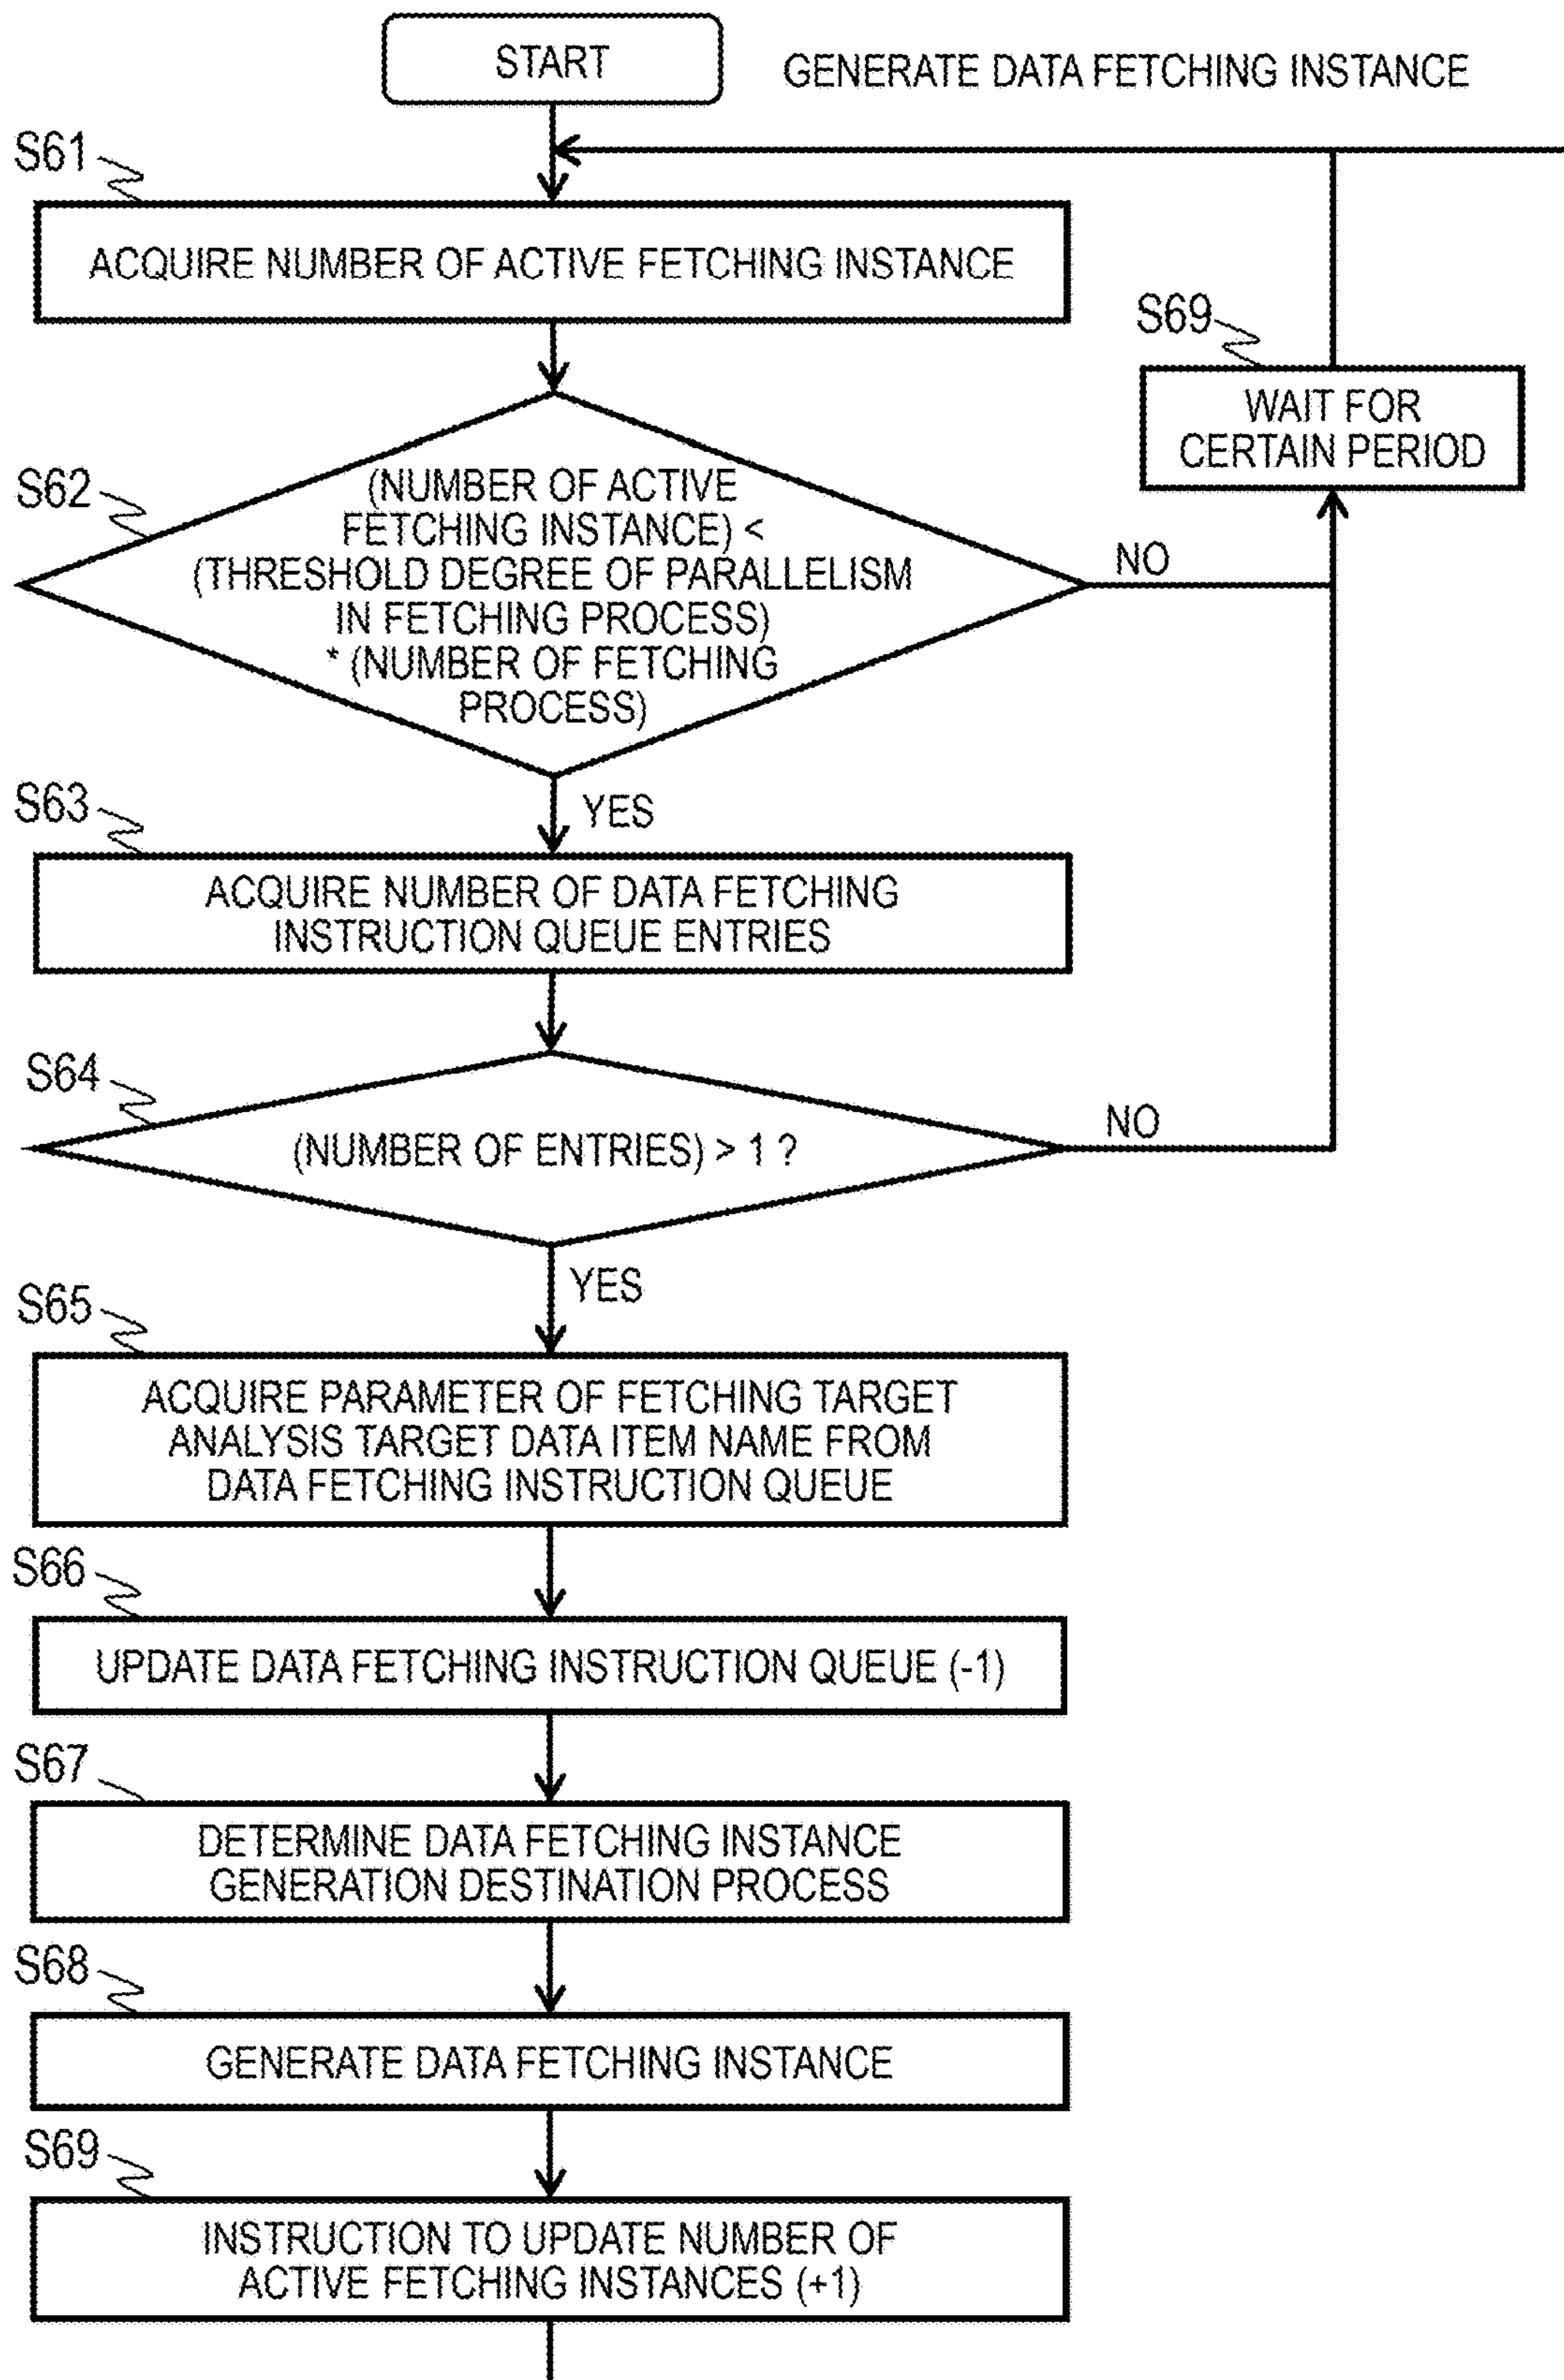 START
GENERATE DATA FETCHING INSTANCE
S61
ACQUIRE NUMBER OF ACTIVE FETCHING INSTANCE
S69
WAIT FOR
CERTAIN PERIOD
S62
(NUMBER OF ACTIVE
FETCHING INSTANCE) <
(THRESHOLD DEGREE OF PARALLELISM
IN FETCHING PROCESS)
* (NUMBER OF FETCHING
PROCESS)
NO
YES
S63
ACQUIRE NUMBER OF DATA FETCHING
INSTRUCTION QUEUE ENTRIES
S64
(NUMBER OF ENTRIES) > 1 ?
NO
YES
S65
ACQUIRE PARAMETER OF FETCHING TARGET
ANALYSIS TARGET DATA ITEM NAME FROM
DATA FETCHING INSTRUCTION QUEUE
S66
UPDATE DATA FETCHING INSTRUCTION QUEUE (-1)
S67
DETERMINE DATA FETCHING INSTANCE
GENERATION DESTINATION PROCESS
S68
GENERATE DATA FETCHING INSTANCE
S69
INSTRUCTION TO UPDATE NUMBER OF
ACTIVE FETCHING INSTANCES (+1)